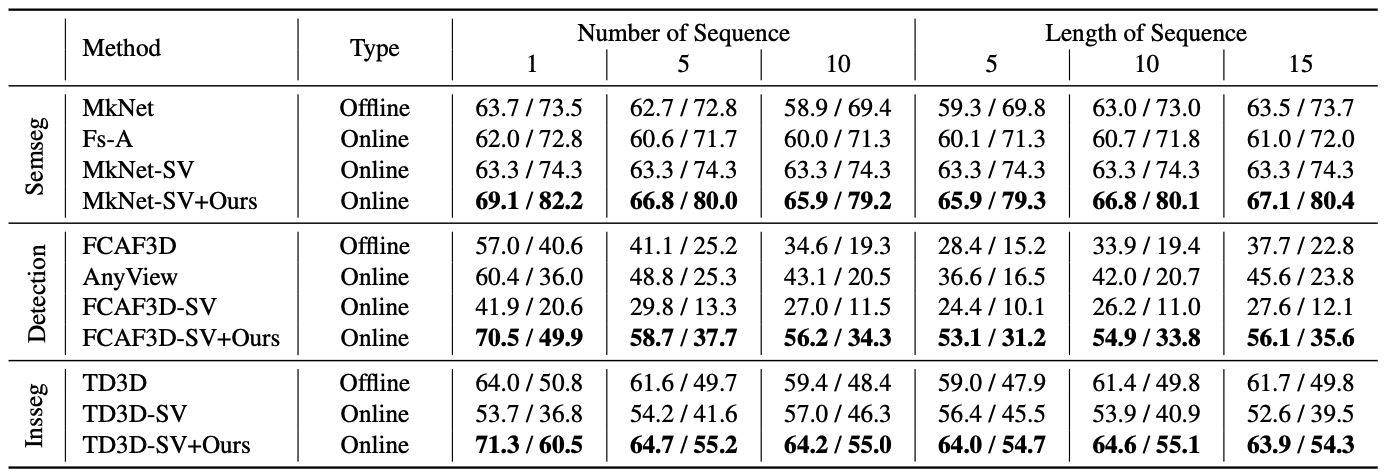 Method Type Number of Sequence Length of Sequence
1 5 10 5 10 15
Semseg
MkNet Offline 63.7 / 73.5 62.7 / 72.8 58.9 / 69.4 59.3 / 69.8 63.0 / 73.0 63.5 / 73.7
Fs-A Online 62.0 / 72.8 60.6 / 71.7 60.0 / 71.3 60.1 / 71.3 60.7 / 71.8 61.0 / 72.0
MkNet-SV Online 63.3 / 74.3 63.3 / 74.3 63.3 / 74.3 63.3 / 74.3 63.3 / 74.3 63.3 / 74.3
MkNet-SV+Ours Online 69.1 / 82.2 66.8 / 80.0 65.9 / 79.2 65.9 / 79.3 66.8 / 80.1 67.1 / 80.4
Detection
FCAF3D Offline 57.0 / 40.6 41.1 / 25.2 34.6 / 19.3 28.4 / 15.2 33.9 / 19.4 37.7 / 22.8
AnyView Online 60.4 / 36.0 48.8 / 25.3 43.1 / 20.5 36.6 / 16.5 42.0 / 20.7 45.6 / 23.8
FCAF3D-SV Online 41.9 / 20.6 29.8 / 13.3 27.0 / 11.5 24.4 / 10.1 26.2 / 11.0 27.6 / 12.1
FCAF3D-SV+Ours Online 70.5 / 49.9 58.7 / 37.7 56.2 / 34.3 53.1 / 31.2 54.9 / 33.8 56.1 / 35.6
Insseg
TD3D Offline 64.0 / 50.8 61.6 / 49.7 59.4 / 48.4 59.0 / 47.9 61.4 / 49.8 61.7 / 49.8
TD3D-SV Online 53.7 / 36.8 54.2 / 41.6 57.0 / 46.3 56.4 / 45.5 53.9 / 40.9 52.6 / 39.5
TD3D-SV+Ours Online 71.3 / 60.5 64.7 / 55.2 64.2 / 55.0 64.0 / 54.7 64.6 / 55.1 63.9 / 54.3